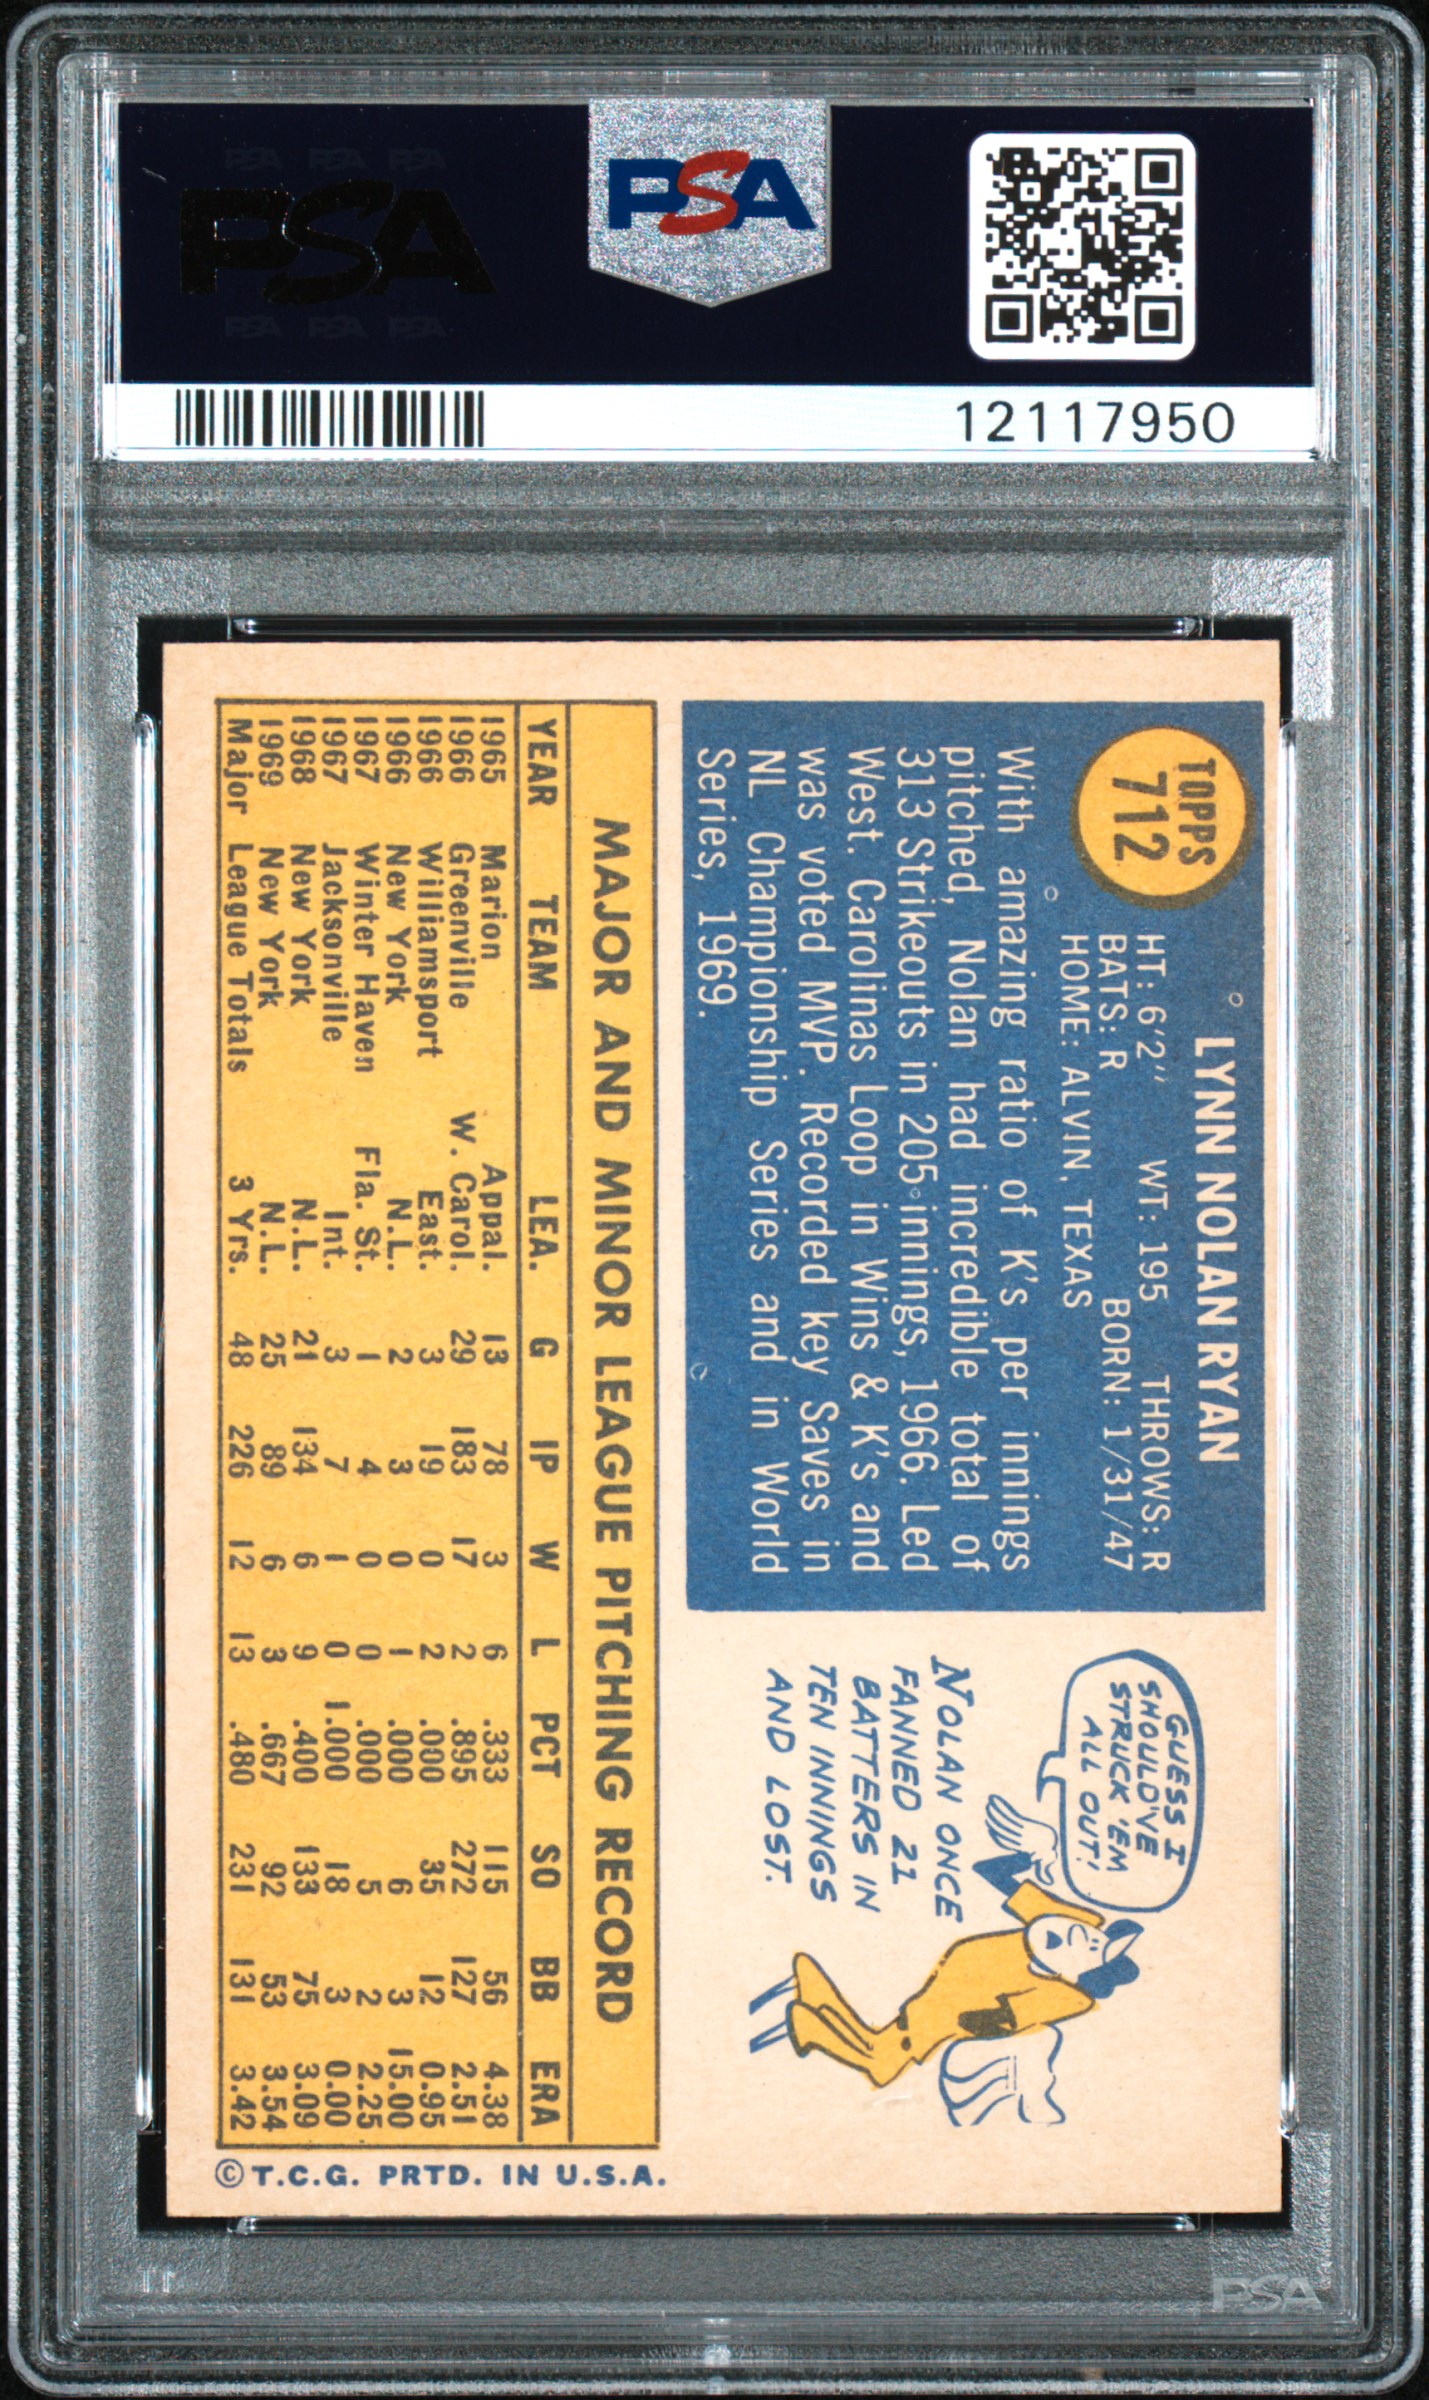 PSA PSA PSA
PSA
PSA PSA PSA
PSA
12117950
TOPPS
712
LYNN NOLAN RYAN
HT: 6'2" WT: 195 THROWS: R
BATS: R BORN: 1/31/47
HOME: ALVIN, TEXAS
With amazing ratio of K's per innings
pitched, Nolan had incredible total of
313 Strikeouts in 205 innings, 1966. Led
West. Carolinas Loop in Wins & K's and
was voted MVP. Recorded key Saves in
NL Championship Series and in World
Series, 1969.
GUESS I
SHOULD'VE
STRUCK 'EM
ALL OUT!
NOLAN ONCE
FANNED 21
BATTERS IN
TEN INNINGS
AND LOST.
MAJOR AND MINOR LEAGUE PITCHING RECORD
YEAR TEAM LEA. G IP W L PCT SO BB ERA
1965 Marion Appal. 13 78 3 6 .333 115 56 4.38
1966 Greenville W. Carol. 29 183 17 2 .895 272 127 2.51
1966 Williamsport East. 3 19 0 2 .000 35 12 0.95
1966 New York N.L. 2 3 0 1 .000 6 3 15.00
1967 Winter Haven Fla. St. 1 4 0 0 .000 5 2 2.25
1967 Jacksonville Int. 3 7 1 0 1.000 18 3 0.00
1968 New York N.L. 21 134 6 9 .400 133 75 3.09
1969 New York N.L. 25 89 6 3 .667 92 53 3.54
Major League Totals 3 Yrs. 48 226 12 13 .480 231 131 3.42
© T.C.G. PRTD. IN U.S.A.
PSA